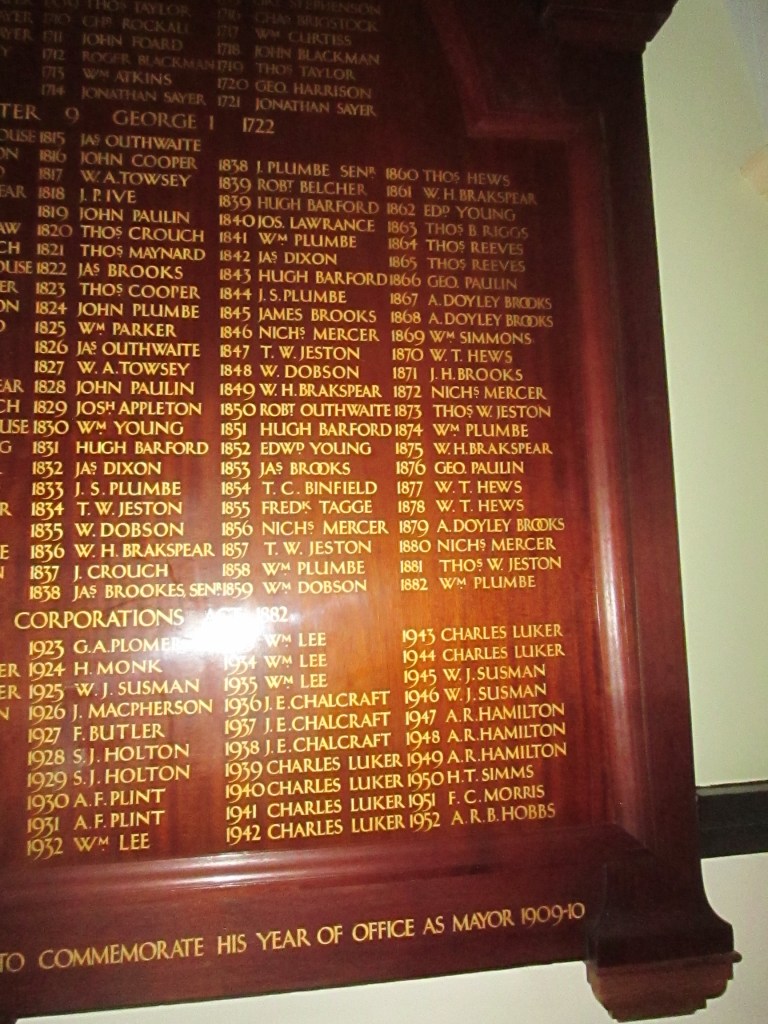 THOS TAYLOR
1710 CHR ROCKALL
1711 JOHN FOARD
1712 ROGER BLACKMAN
1713 WM ATKINS
1714 JONATHAN SAYER
STEPHENSON
1716 CHAS BRIGSTOCK
1717 WM CURTISS
1718 JOHN BLACKMAN
1719 THOS TAYLOR
1720 GEO. HARRISON
1721 JONATHAN SAYER
TER 9 GEORGE I 1722
1815 JAS OUTHWAITE
1816 JOHN COOPER
1817 W. A. TOWSEY
1818 J. P. IVE
1819 JOHN PAULIN
1820 THOS CROUCH
1821 THOS MAYNARD
1822 JAS BROOKS
1823 THOS COOPER
1824 JOHN PLUMBE
1825 WM PARKER
1826 JAS OUTHWAITE
1827 W. A. TOWSEY
1828 JOHN PAULIN
1829 JOSH APPLETON
1830 WM YOUNG
1831 HUGH BARFORD
1832 JAS DIXON
1833 J. S. PLUMBE
1834 T. W. JESTON
1835 W. DOBSON
1836 W. H. BRAKSPEAR
1837 J. CROUCH
1838 JAS BROOKES, SENR
1838 J. PLUMBE SENR
1839 ROBT BELCHER
1839 HUGH BARFORD
1840 JOS. LAWRANCE
1841 WM PLUMBE
1842 JAS DIXON
1843 HUGH BARFORD
1844 J. S. PLUMBE
1845 JAMES BROOKS
1846 NICHS MERCER
1847 T. W. JESTON
1848 W. DOBSON
1849 W. H. BRAKSPEAR
1850 ROBT OUTHWAITE
1851 HUGH BARFORD
1852 EDWD YOUNG
1853 JAS BROOKS
1854 T. C. BINFIELD
1855 FREDK TAGGE
1856 NICHS MERCER
1857 T. W. JESTON
1858 WM PLUMBE
1859 WM DOBSON
1860 THOS HEWS
1861 W. H. BRAKSPEAR
1862 EDD YOUNG
1863 THOS B RIGGS
1864 THOS REEVES
1865 THOS REEVES
1866 GEO. PAULIN
1867 A. DOYLEY BROOKS
1868 A. DOYLEY BROOKS
1869 WM SIMMONS
1870 W. T. HEWS
1871 J. H. BROOKS
1872 NICHS MERCER
1873 THOS W. JESTON
1874 WM PLUMBE
1875 W. H. BRAKSPEAR
1876 GEO. PAULIN
1877 W. T. HEWS
1878 W. T. HEWS
1879 A. DOYLEY BROOKS
1880 NICHS MERCER
1881 THOS W. JESTON
1882 WM PLUMBE
CORPORATIONS ACT 1882
1923 G. A. PLOMER
1924 H. MONK
1925 W. J. SUSMAN
1926 J. MACPHERSON
1927 F. BUTLER
1928 S. J. HOLTON
1929 S. J. HOLTON
1930 A. F. PLINT
1931 A. F. PLINT
1932 WM LEE
WM LEE
1934 WM LEE
1935 WM LEE
1936 J. E. CHALCRAFT
1937 J. E. CHALCRAFT
1938 J. E. CHALCRAFT
1939 CHARLES LUKER
1940 CHARLES LUKER
1941 CHARLES LUKER
1942 CHARLES LUKER
1943 CHARLES LUKER
1944 CHARLES LUKER
1945 W. J. SUSMAN
1946 W. J. SUSMAN
1947 A. R. HAMILTON
1948 A. R. HAMILTON
1949 A. R. HAMILTON
1950 H. T. SIMMS
1951 F. C. MORRIS
1952 A. R. B. HOBBS
TO COMMEMORATE HIS YEAR OF OFFICE AS MAYOR 1909-10